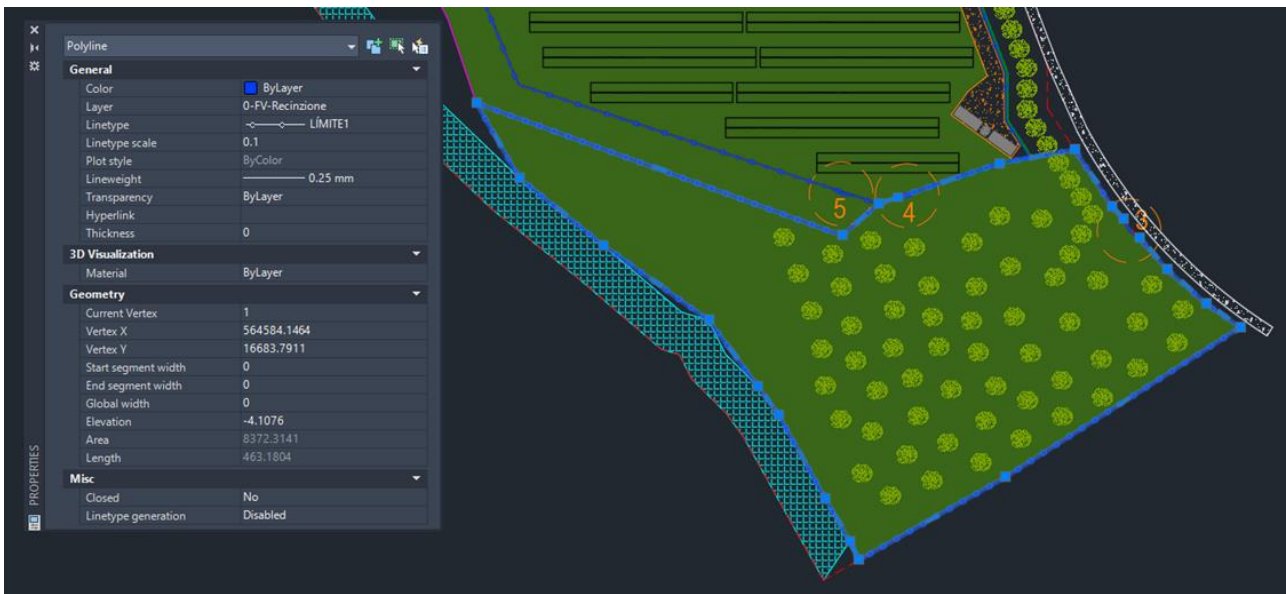 Polyline
General
Color ByLayer
Layer 0-FV-Recinzione
Linetype LÍMITE1
Linetype scale 0.1
Plot style ByColor
Lineweight 0.25 mm
Transparency ByLayer
Hyperlink
Thickness 0
3D Visualization
Material ByLayer
Geometry
Current Vertex 1
Vertex X 564584.1464
Vertex Y 16683.7911
Start segment width 0
End segment width 0
Global width 0
Elevation -4.1076
Area 8372.3141
Length 463.1804
Misc
Closed No
Linetype generation Disabled
PROPERTIES
5
4
3